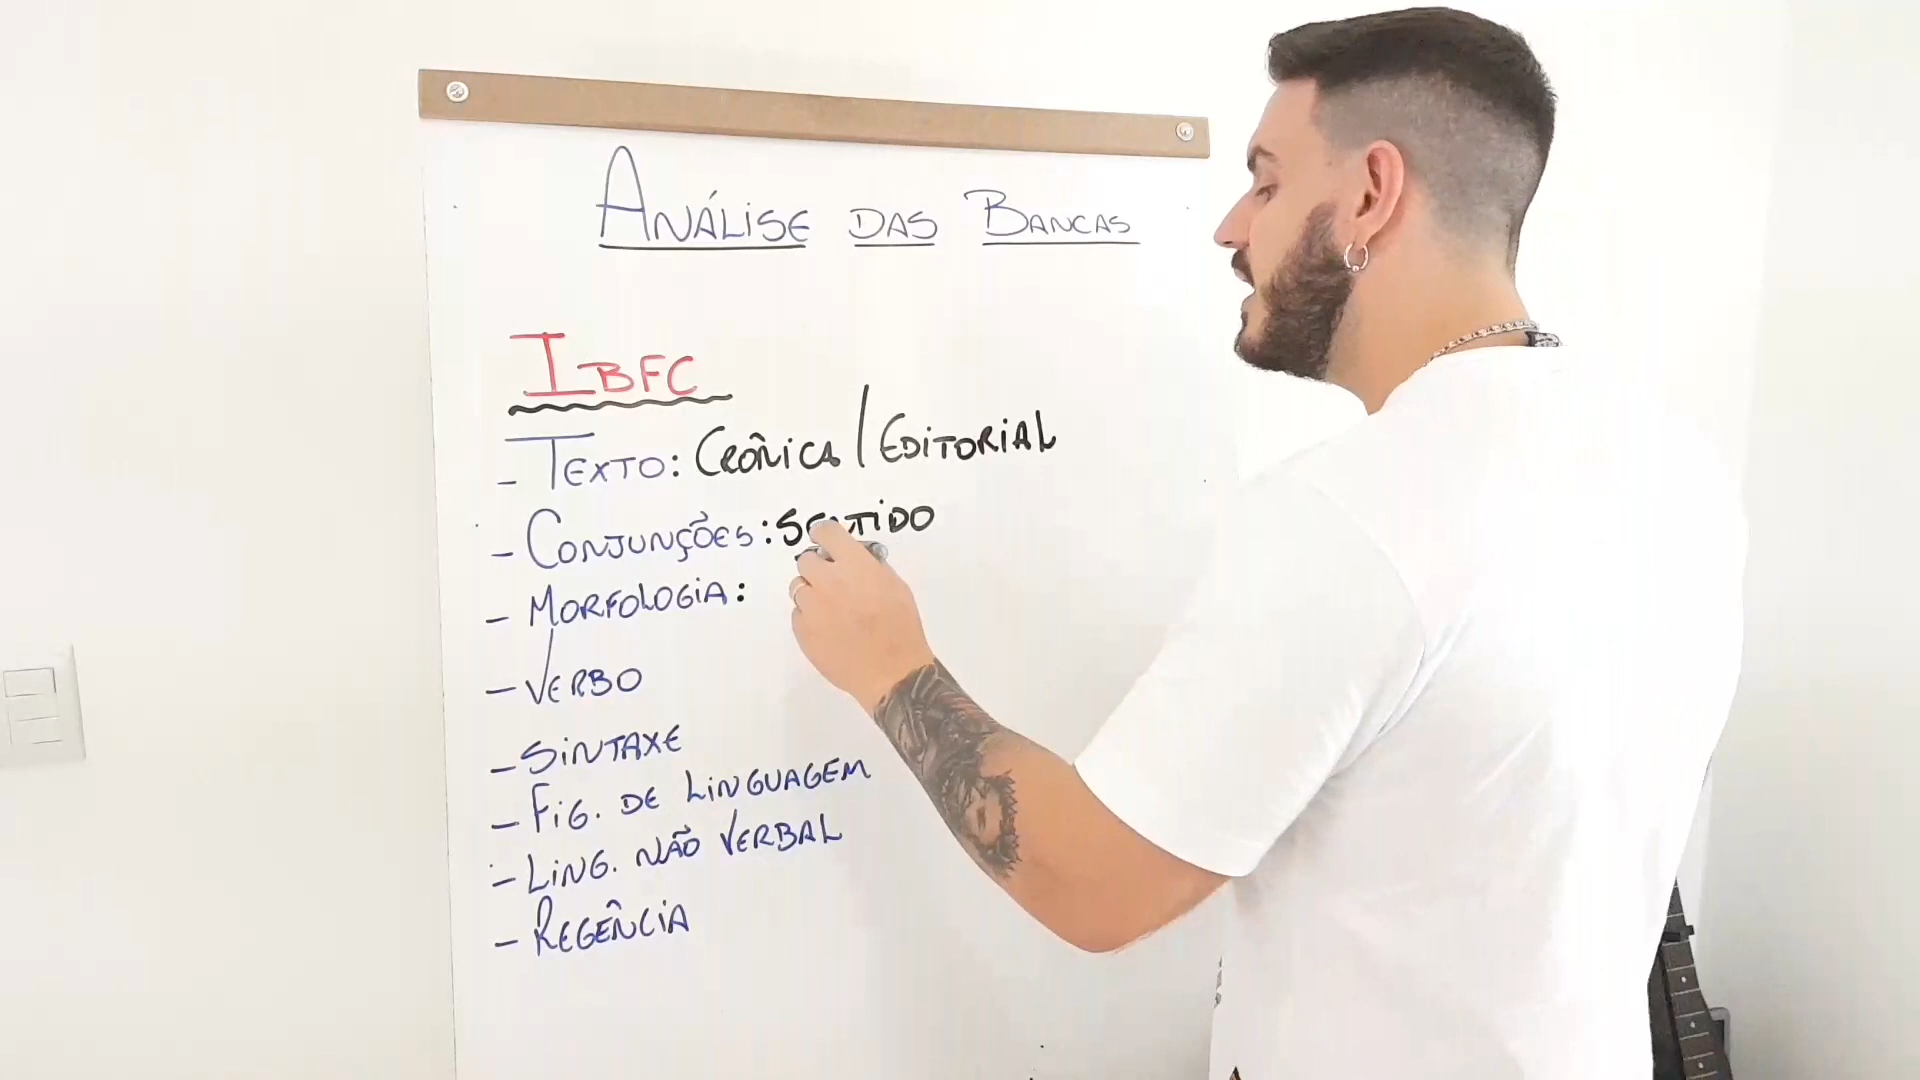 ANÁLISE DAS BANCAS
IBFC
- TEXTO: CRÔNICA / EDITORIAL
- CONJUNÇÕES: SENTIDO
- MORFOLOGIA:
- VERBO
- SINTAXE
- FIG. DE LINGUAGEM
- LING. NÃO VERBAL
- REGÊNCIA